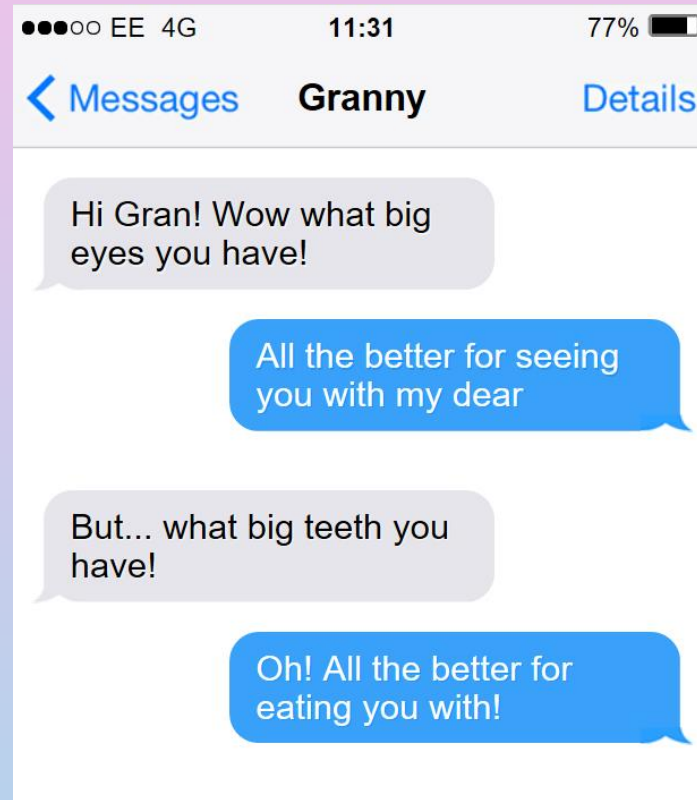 EE 4G 11:31 77%
Messages Granny Details
Hi Gran! Wow what big
eyes you have!
All the better for seeing
you with my dear
But... what big teeth you
have!
Oh! All the better for
eating you with!